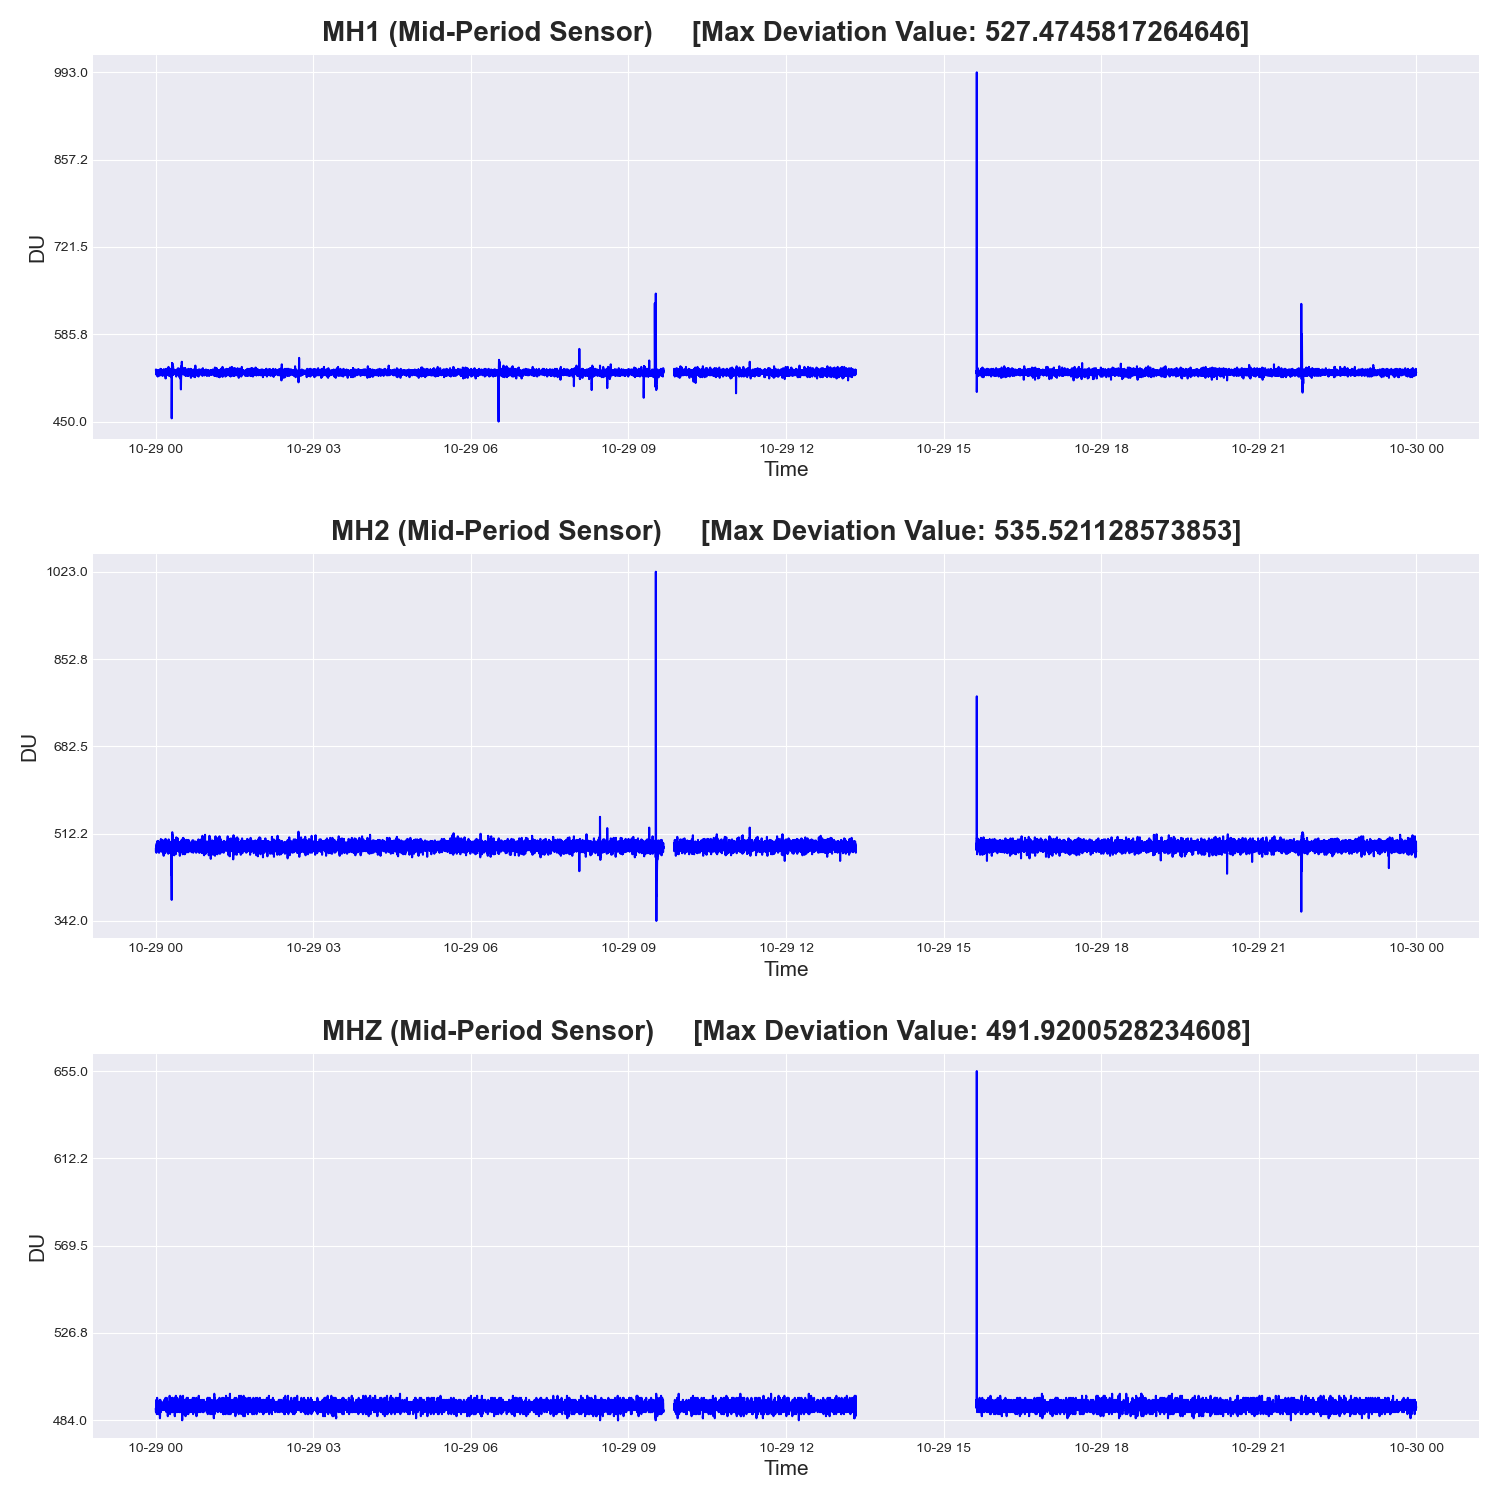 MH1 (Mid-Period Sensor) [Max Deviation Value: 527.4745817264646]
993.0
857.2
721.5
585.8
450.0
DU
10-29 00 10-29 03 10-29 06 10-29 09 10-29 12 10-29 15 10-29 18 10-29 21 10-30 00
Time
MH2 (Mid-Period Sensor) [Max Deviation Value: 535.521128573853]
1023.0
852.8
682.5
512.2
342.0
DU
10-29 00 10-29 03 10-29 06 10-29 09 10-29 12 10-29 15 10-29 18 10-29 21 10-30 00
Time
MHZ (Mid-Period Sensor) [Max Deviation Value: 491.9200528234608]
655.0
612.2
569.5
526.8
484.0
DU
10-29 00 10-29 03 10-29 06 10-29 09 10-29 12 10-29 15 10-29 18 10-29 21 10-30 00
Time